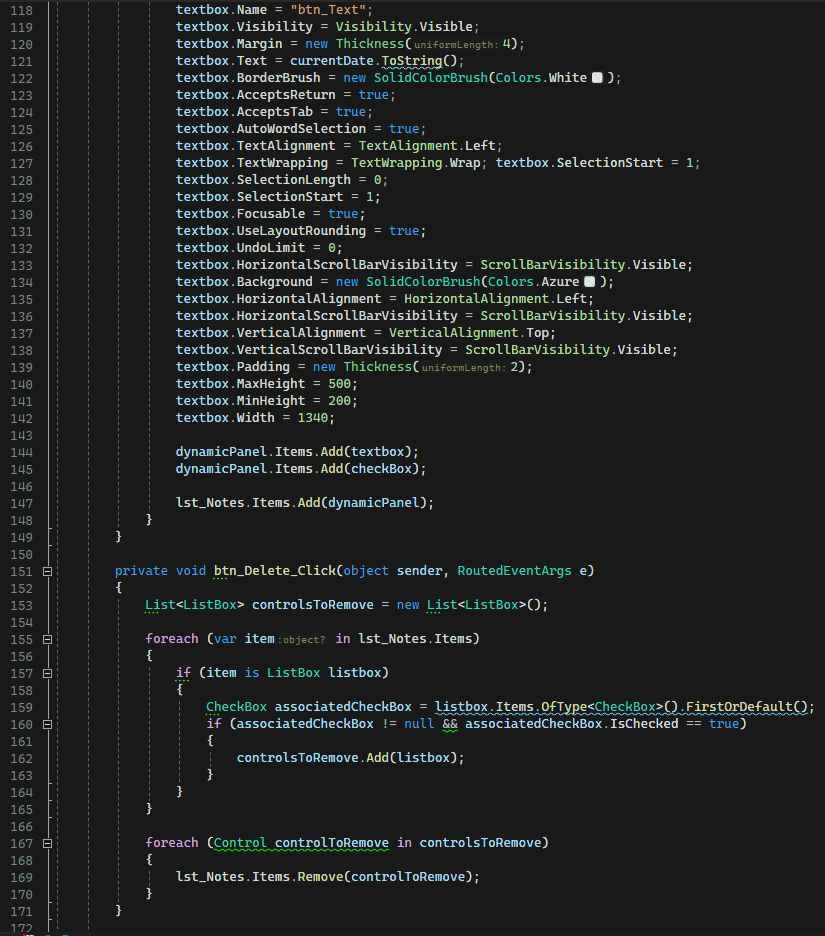 118 textbox.Name = "btn_Text";
119 textbox.Visibility = Visibility.Visible;
120 textbox.Margin = new Thickness(uniformLength: 4);
121 textbox.Text = currentDate.ToString();
122 textbox.BorderBrush = new SolidColorBrush(Colors.White);
123 textbox.AcceptsReturn = true;
124 textbox.AcceptsTab = true;
125 textbox.AutoWordSelection = true;
126 textbox.TextAlignment = TextAlignment.Left;
127 textbox.TextWrapping = TextWrapping.Wrap; textbox.SelectionStart = 1;
128 textbox.SelectionLength = 0;
129 textbox.SelectionStart = 1;
130 textbox.Focusable = true;
131 textbox.UseLayoutRounding = true;
132 textbox.UndoLimit = 0;
133 textbox.HorizontalScrollBarVisibility = ScrollBarVisibility.Visible;
134 textbox.Background = new SolidColorBrush(Colors.Azure);
135 textbox.HorizontalAlignment = HorizontalAlignment.Left;
136 textbox.HorizontalScrollBarVisibility = ScrollBarVisibility.Visible;
137 textbox.VerticalAlignment = VerticalAlignment.Top;
138 textbox.VerticalScrollBarVisibility = ScrollBarVisibility.Visible;
139 textbox.Padding = new Thickness(uniformLength: 2);
140 textbox.MaxHeight = 500;
141 textbox.MinHeight = 200;
142 textbox.Width = 1340;
143
144 dynamicPanel.Items.Add(textbox);
145 dynamicPanel.Items.Add(checkBox);
146
147 lst_Notes.Items.Add(dynamicPanel);
148 }
149 }
150
151 private void btn_Delete_Click(object sender, RoutedEventArgs e)
152 {
153 List<ListBox> controlsToRemove = new List<ListBox>();
154
155 foreach (var item :object? in lst_Notes.Items)
156 {
157 if (item is ListBox listbox)
158 {
159 CheckBox associatedCheckBox = listbox.Items.OfType<CheckBox>().FirstOrDefault();
160 if (associatedCheckBox != null && associatedCheckBox.IsChecked == true)
161 {
162 controlsToRemove.Add(listbox);
163 }
164 }
165 }
166
167 foreach (Control controlToRemove in controlsToRemove)
168 {
169 lst_Notes.Items.Remove(controlToRemove);
170 }
171 }
172